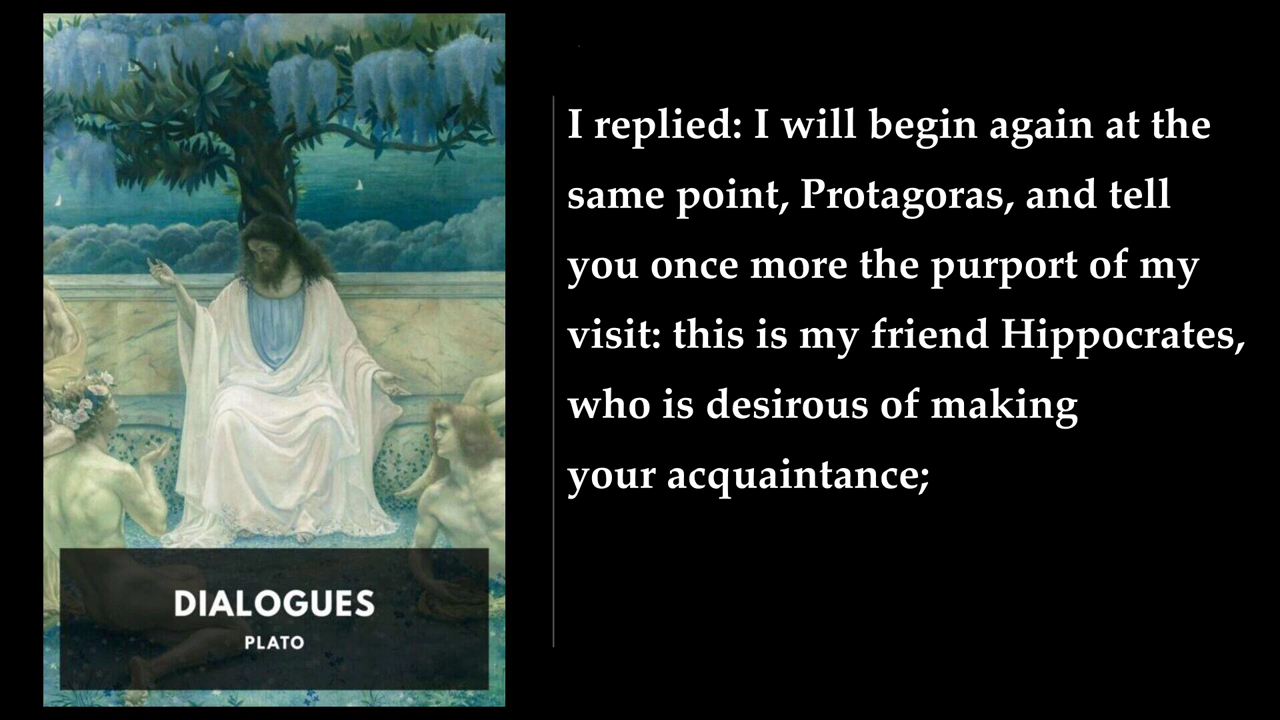 DIALOGUES
PLATO
I replied: I will begin again at the
same point, Protagoras, and tell
you once more the purport of my
visit: this is my friend Hippocrates,
who is desirous of making
your acquaintance;